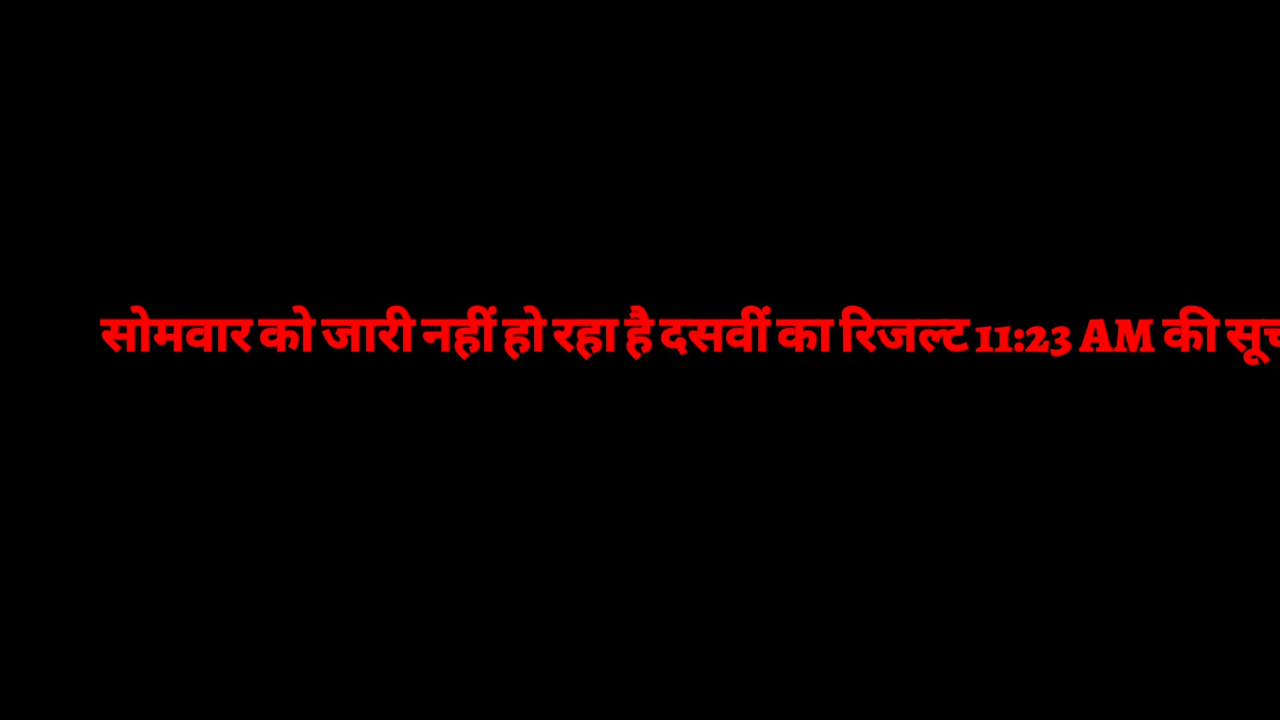 सोमवार को जारी नहीं हो रहा है दसवीं का रिजल्ट 11:23 AM की